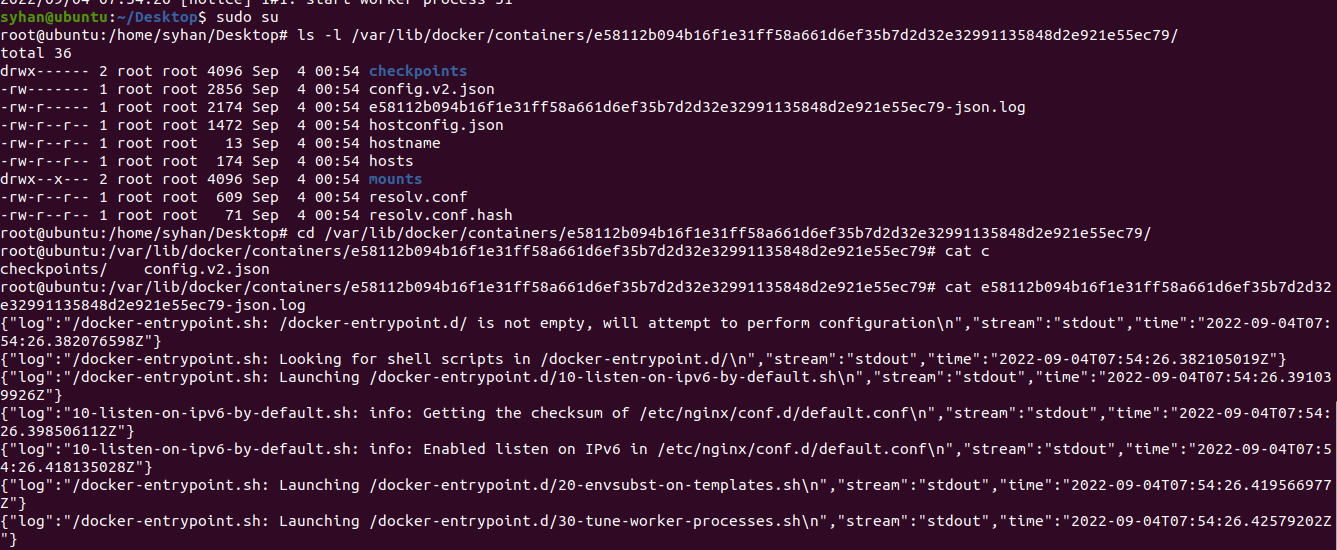 2022/09/04 07:54:26 [notice] 1#1: start worker process 31
syhan@ubuntu:~/Desktop$ sudo su
root@ubuntu:/home/syhan/Desktop# ls -l /var/lib/docker/containers/e58112b094b16f1e31ff58a661d6ef35b7d2d32e32991135848d2e921e55ec79/
total 36
drwx------ 2 root root 4096 Sep  4 00:54 checkpoints
-rw------- 1 root root 2856 Sep  4 00:54 config.v2.json
-rw-r----- 1 root root 2174 Sep  4 00:54 e58112b094b16f1e31ff58a661d6ef35b7d2d32e32991135848d2e921e55ec79-json.log
-rw-r--r-- 1 root root 1472 Sep  4 00:54 hostconfig.json
-rw-r--r-- 1 root root   13 Sep  4 00:54 hostname
-rw-r--r-- 1 root root  174 Sep  4 00:54 hosts
drwx--x--- 2 root root 4096 Sep  4 00:54 mounts
-rw-r--r-- 1 root root  609 Sep  4 00:54 resolv.conf
-rw-r--r-- 1 root root   71 Sep  4 00:54 resolv.conf.hash
root@ubuntu:/home/syhan/Desktop# cd /var/lib/docker/containers/e58112b094b16f1e31ff58a661d6ef35b7d2d32e32991135848d2e921e55ec79/
root@ubuntu:/var/lib/docker/containers/e58112b094b16f1e31ff58a661d6ef35b7d2d32e32991135848d2e921e55ec79# cat c
checkpoints/    config.v2.json
root@ubuntu:/var/lib/docker/containers/e58112b094b16f1e31ff58a661d6ef35b7d2d32e32991135848d2e921e55ec79# cat e58112b094b16f1e31ff58a661d6ef35b7d2d32
e32991135848d2e921e55ec79-json.log
{"log":"/docker-entrypoint.sh: /docker-entrypoint.d/ is not empty, will attempt to perform configuration\n","stream":"stdout","time":"2022-09-04T07:
54:26.382076598Z"}
{"log":"/docker-entrypoint.sh: Looking for shell scripts in /docker-entrypoint.d/\n","stream":"stdout","time":"2022-09-04T07:54:26.382105019Z"}
{"log":"/docker-entrypoint.sh: Launching /docker-entrypoint.d/10-listen-on-ipv6-by-default.sh\n","stream":"stdout","time":"2022-09-04T07:54:26.39103
9926Z"}
{"log":"10-listen-on-ipv6-by-default.sh: info: Getting the checksum of /etc/nginx/conf.d/default.conf\n","stream":"stdout","time":"2022-09-04T07:54:
26.398506112Z"}
{"log":"10-listen-on-ipv6-by-default.sh: info: Enabled listen on IPv6 in /etc/nginx/conf.d/default.conf\n","stream":"stdout","time":"2022-09-04T07:5
4:26.418135028Z"}
{"log":"/docker-entrypoint.sh: Launching /docker-entrypoint.d/20-envsubst-on-templates.sh\n","stream":"stdout","time":"2022-09-04T07:54:26.419566977
Z"}
{"log":"/docker-entrypoint.sh: Launching /docker-entrypoint.d/30-tune-worker-processes.sh\n","stream":"stdout","time":"2022-09-04T07:54:26.42579202Z
"}